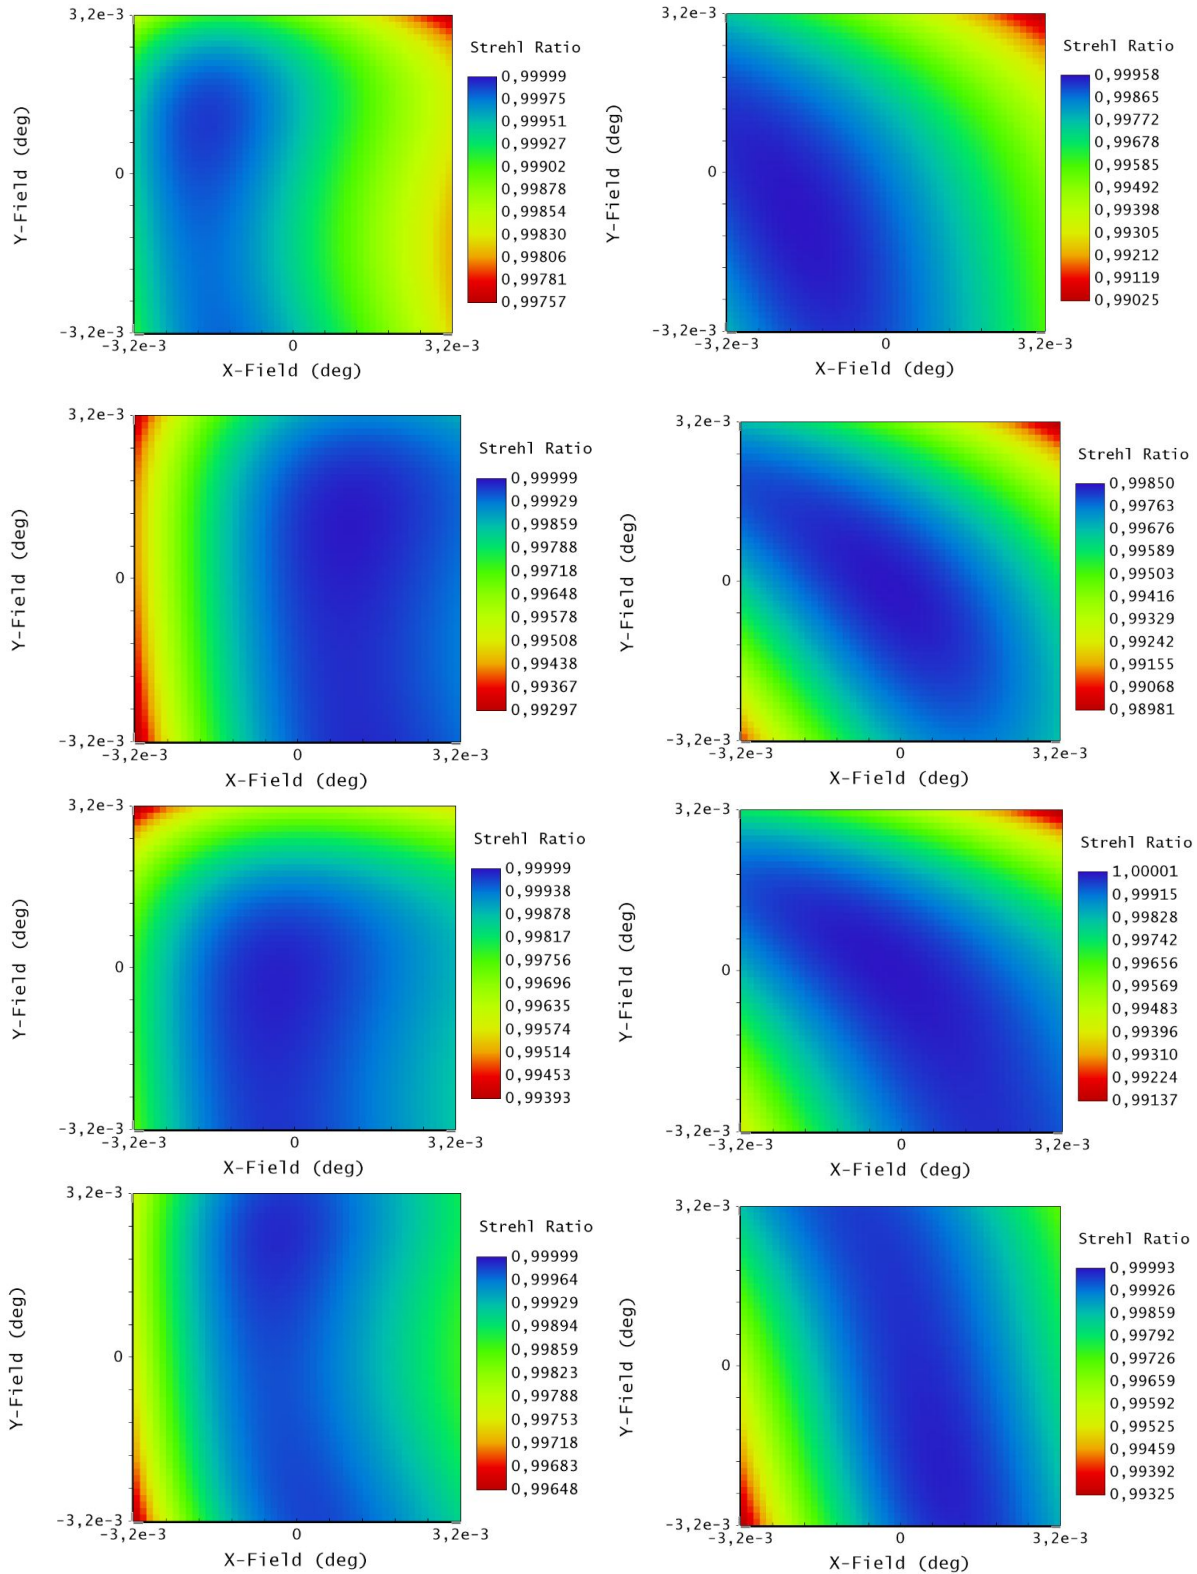 3,2e-3
Y-Field (deg)
0
-3,2e-3
-3,2e-3 0 3,2e-3
X-Field (deg)
Strehl Ratio
0,99999
0,99975
0,99951
0,99927
0,99902
0,99878
0,99854
0,99830
0,99806
0,99781
0,99757
3,2e-3
Y-Field (deg)
0
-3,2e-3
-3,2e-3 0 3,2e-3
X-Field (deg)
Strehl Ratio
0,99958
0,99865
0,99772
0,99678
0,99585
0,99492
0,99398
0,99305
0,99212
0,99119
0,99025
3,2e-3
Y-Field (deg)
0
-3,2e-3
-3,2e-3 0 3,2e-3
X-Field (deg)
Strehl Ratio
0,99999
0,99929
0,99859
0,99788
0,99718
0,99648
0,99578
0,99508
0,99438
0,99367
0,99297
3,2e-3
Y-Field (deg)
0
-3,2e-3
-3,2e-3 0 3,2e-3
X-Field (deg)
Strehl Ratio
0,99850
0,99763
0,99676
0,99589
0,99503
0,99416
0,99329
0,99242
0,99155
0,99068
0,98981
3,2e-3
Y-Field (deg)
0
-3,2e-3
-3,2e-3 0 3,2e-3
X-Field (deg)
Strehl Ratio
0,99999
0,99938
0,99878
0,99817
0,99756
0,99696
0,99635
0,99574
0,99514
0,99453
0,99393
3,2e-3
Y-Field (deg)
0
-3,2e-3
-3,2e-3 0 3,2e-3
X-Field (deg)
Strehl Ratio
1,00001
0,99915
0,99828
0,99742
0,99656
0,99569
0,99483
0,99396
0,99310
0,99224
0,99137
3,2e-3
Y-Field (deg)
0
-3,2e-3
-3,2e-3 0 3,2e-3
X-Field (deg)
Strehl Ratio
0,99999
0,99964
0,99929
0,99894
0,99859
0,99823
0,99788
0,99753
0,99718
0,99683
0,99648
3,2e-3
Y-Field (deg)
0
-3,2e-3
-3,2e-3 0 3,2e-3
X-Field (deg)
Strehl Ratio
0,99993
0,99926
0,99859
0,99792
0,99726
0,99659
0,99592
0,99525
0,99459
0,99392
0,99325